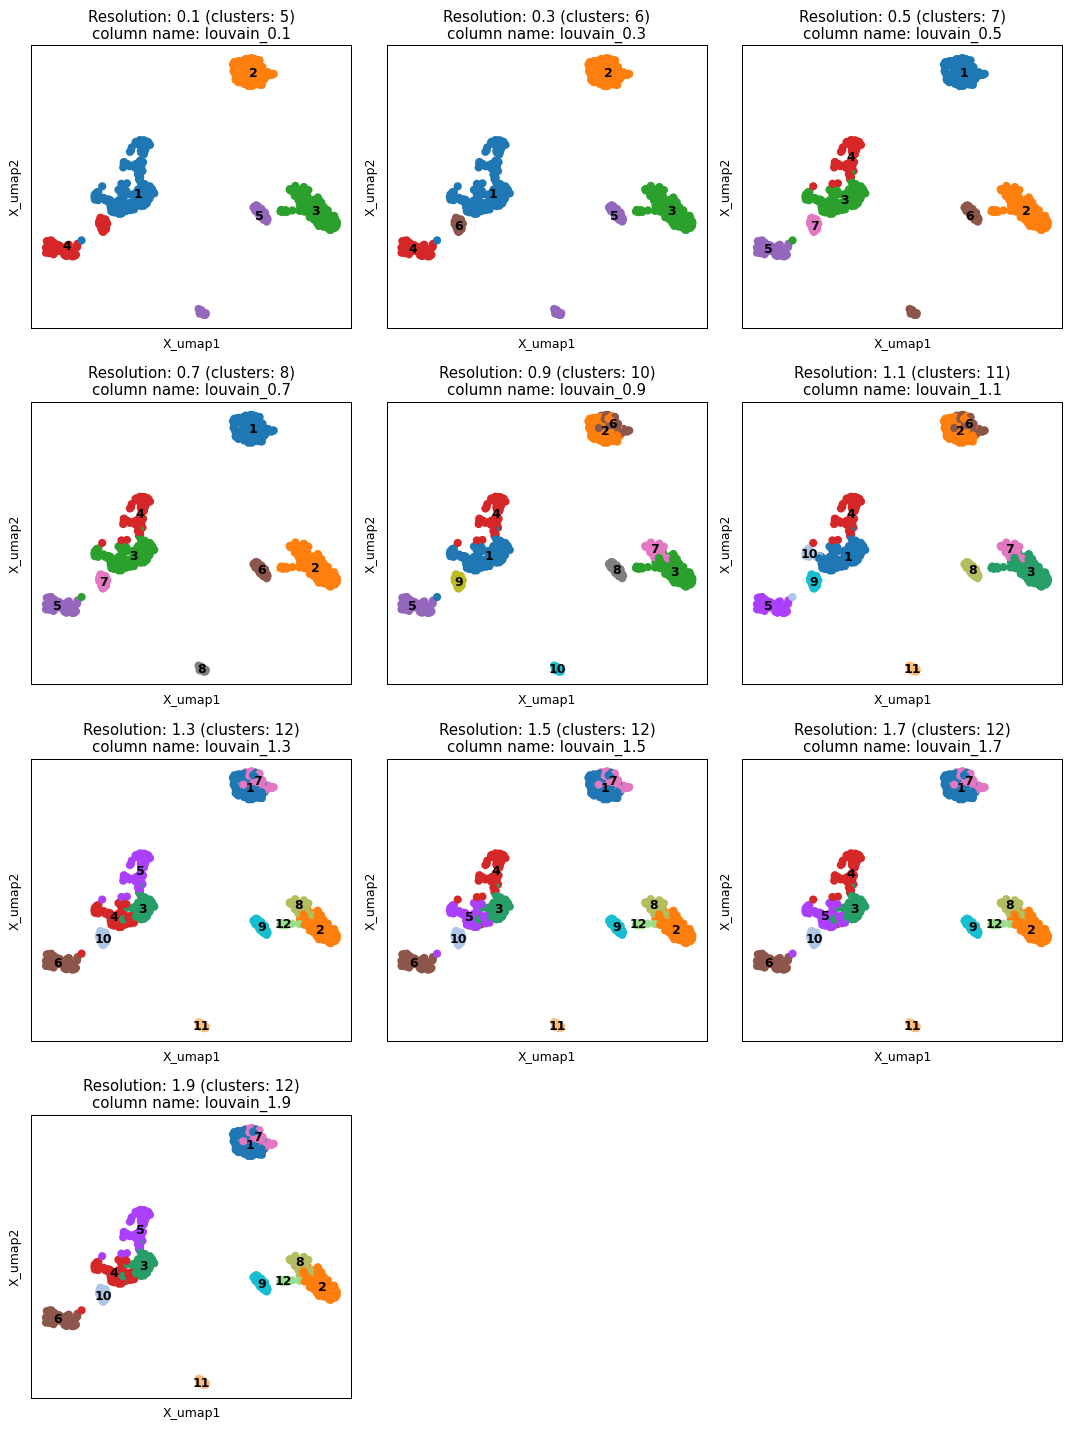 Resolution: 0.1 (clusters: 5)
column name: louvain_0.1
2
1
3
5
4
X_umap2
X_umap1
Resolution: 0.3 (clusters: 6)
column name: louvain_0.3
2
1
3
5
6
4
X_umap2
X_umap1
Resolution: 0.5 (clusters: 7)
column name: louvain_0.5
1
4
3
2
6
7
5
X_umap2
X_umap1
Resolution: 0.7 (clusters: 8)
column name: louvain_0.7
1
4
3
2
6
7
5
8
X_umap2
X_umap1
Resolution: 0.9 (clusters: 10)
column name: louvain_0.9
6
2
4
7
1
8
3
9
5
10
X_umap2
X_umap1
Resolution: 1.1 (clusters: 11)
column name: louvain_1.1
6
2
4
7
10
1
8
3
9
5
11
X_umap2
X_umap1
Resolution: 1.3 (clusters: 12)
column name: louvain_1.3
7
1
5
8
3
4
12
9
2
10
6
11
X_umap2
X_umap1
Resolution: 1.5 (clusters: 12)
column name: louvain_1.5
7
1
4
8
3
5
12
9
2
10
6
11
X_umap2
X_umap1
Resolution: 1.7 (clusters: 12)
column name: louvain_1.7
7
1
4
8
3
5
12
9
2
10
6
11
X_umap2
X_umap1
Resolution: 1.9 (clusters: 12)
column name: louvain_1.9
7
1
5
8
3
4
12
9
2
10
6
11
X_umap2
X_umap1